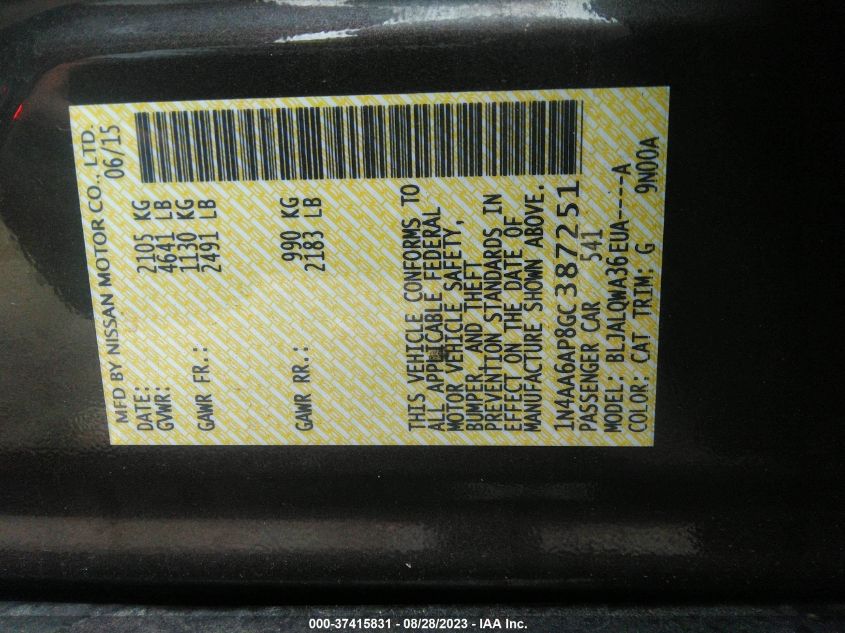 MFD BY NISSAN MOTOR CO., LTD.
DATE: 06/15
GVWR: 2105 KG
4641 LB
GAWR FR.: 1130 KG
2491 LB
GAWR RR.: 990 KG
2183 LB
THIS VEHICLE CONFORMS TO
ALL APPLICABLE FEDERAL
MOTOR VEHICLE SAFETY,
BUMPER, AND THEFT
PREVENTION STANDARDS IN
EFFECT ON THE DATE OF
MANUFACTURE SHOWN ABOVE.
1N4AA6AP8GC387251
PASSENGER CAR 541
MODEL: BLJALQWA36EUA----A
COLOR: CAT TRIM: G 9N00A
000-37415831 - 08/28/2023 - IAA Inc.